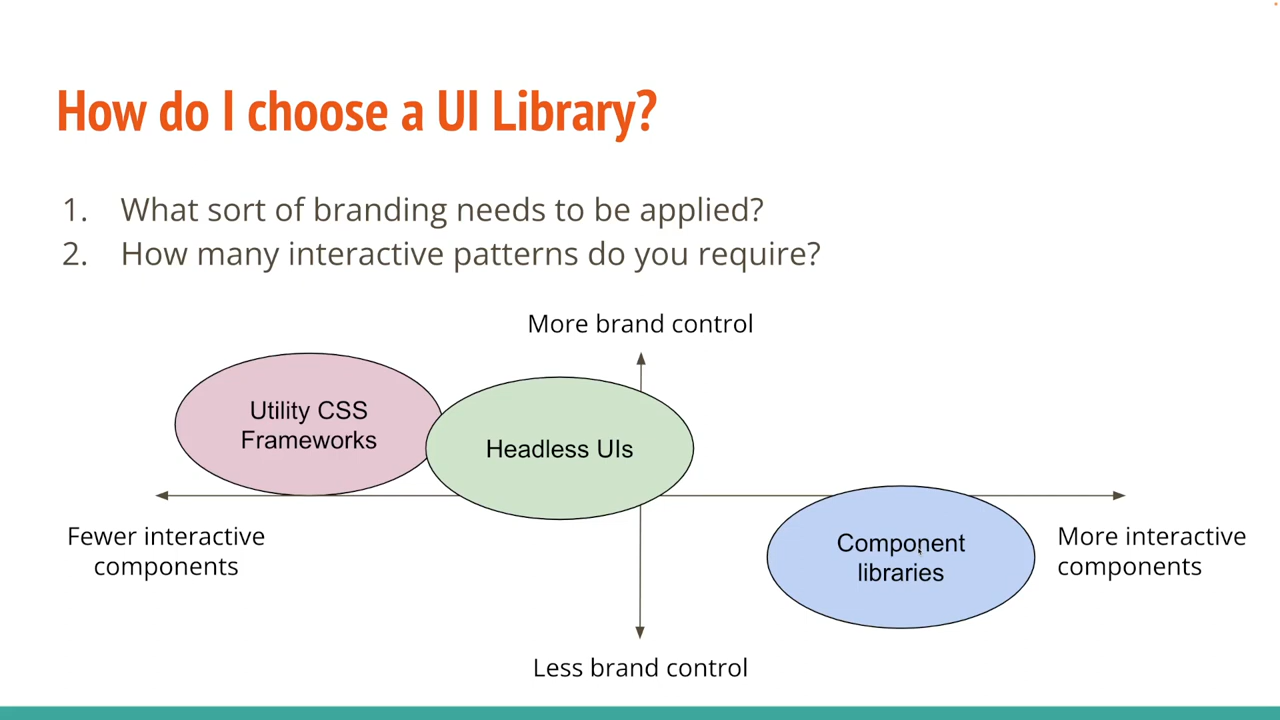 How do I choose a UI Library?
1. What sort of branding needs to be applied?
2. How many interactive patterns do you require?
More brand control
Utility CSS
Frameworks
Headless UIs
Fewer interactive
components
Component
libraries
More interactive
components
Less brand control